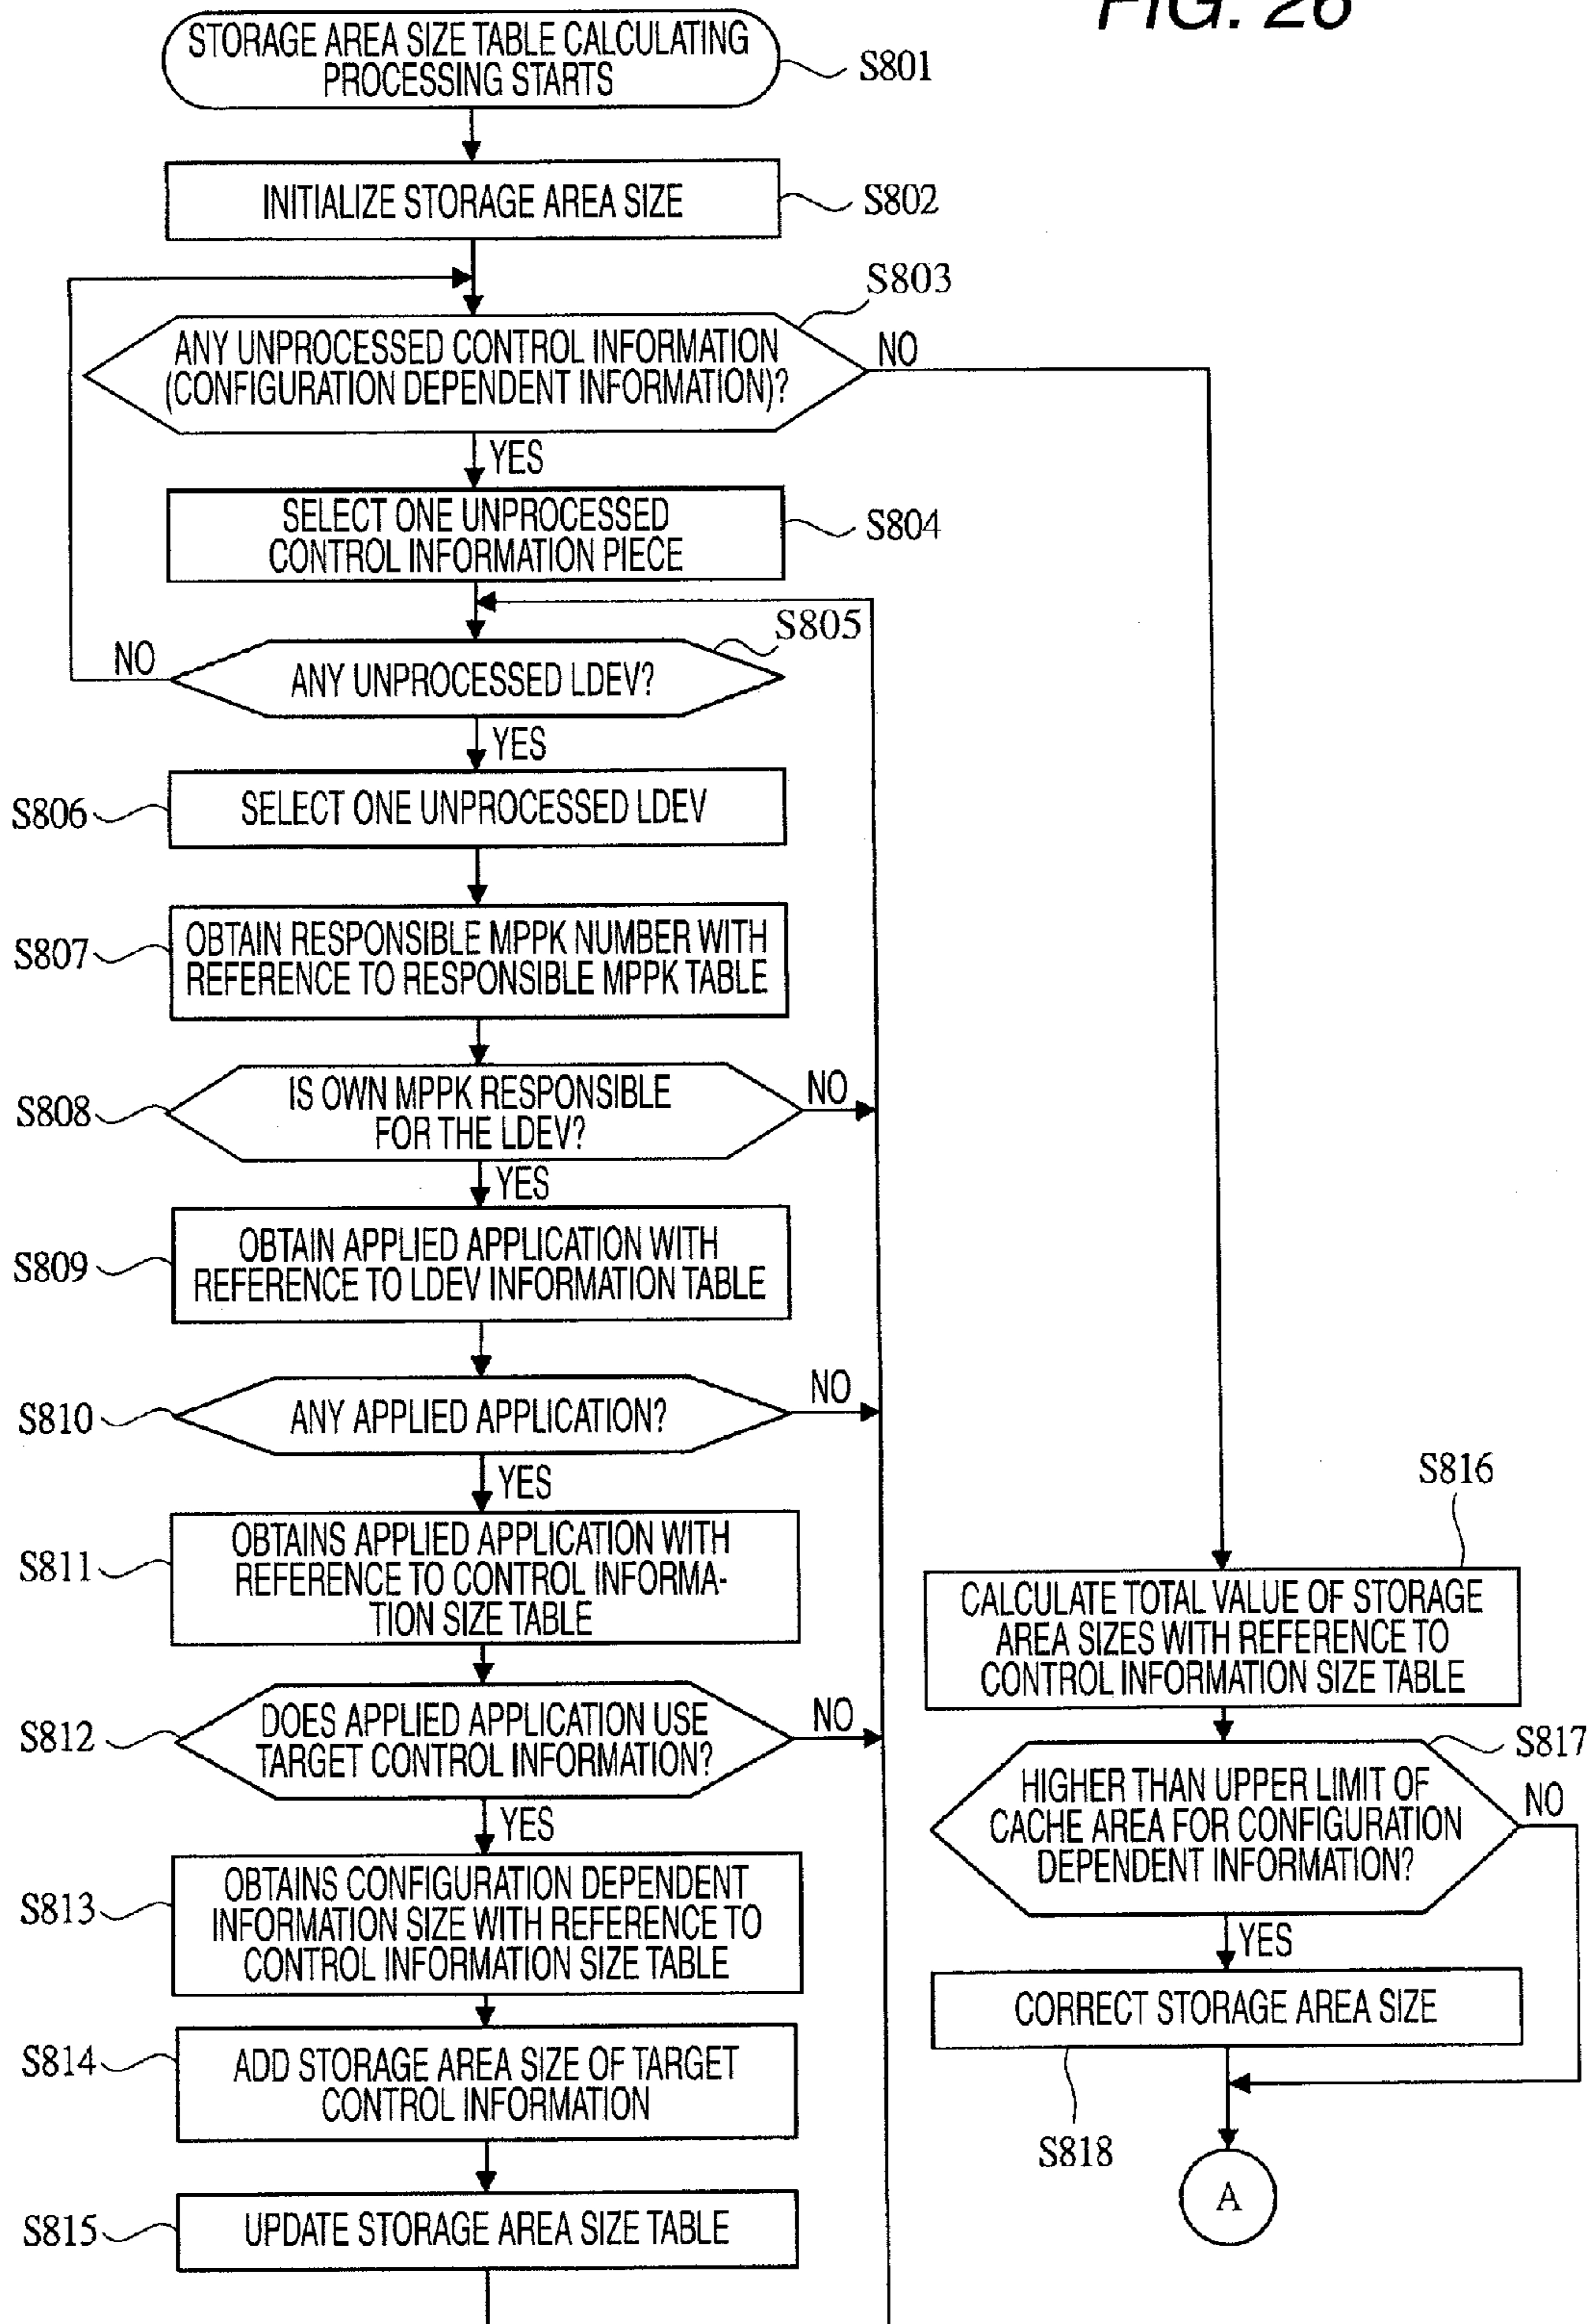 FIG. 26
STORAGE AREA SIZE TABLE CALCULATING
PROCESSING STARTS
S801
INITIALIZE STORAGE AREA SIZE
S802
S803
ANY UNPROCESSED CONTROL INFORMATION
(CONFIGURATION DEPENDENT INFORMATION)?
NO
YES
SELECT ONE UNPROCESSED
CONTROL INFORMATION PIECE
S804
S805
NO
ANY UNPROCESSED LDEV?
YES
S806
SELECT ONE UNPROCESSED LDEV
S807
OBTAIN RESPONSIBLE MPPK NUMBER WITH
REFERENCE TO RESPONSIBLE MPPK TABLE
S808
IS OWN MPPK RESPONSIBLE
FOR THE LDEV?
NO
YES
S809
OBTAIN APPLIED APPLICATION WITH
REFERENCE TO LDEV INFORMATION TABLE
S810
ANY APPLIED APPLICATION?
NO
YES
S811
OBTAINS APPLIED APPLICATION WITH
REFERENCE TO CONTROL INFORMA-
TION SIZE TABLE
S812
DOES APPLIED APPLICATION USE
TARGET CONTROL INFORMATION?
NO
YES
S813
OBTAINS CONFIGURATION DEPENDENT
INFORMATION SIZE WITH REFERENCE TO
CONTROL INFORMATION SIZE TABLE
S814
ADD STORAGE AREA SIZE OF TARGET
CONTROL INFORMATION
S815
UPDATE STORAGE AREA SIZE TABLE
S816
CALCULATE TOTAL VALUE OF STORAGE
AREA SIZES WITH REFERENCE TO
CONTROL INFORMATION SIZE TABLE
S817
HIGHER THAN UPPER LIMIT OF
CACHE AREA FOR CONFIGURATION
DEPENDENT INFORMATION?
NO
YES
CORRECT STORAGE AREA SIZE
S818
A